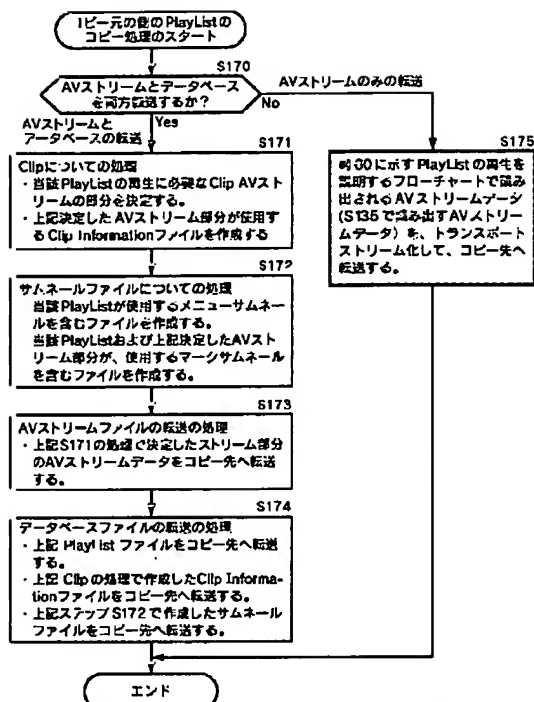 コピー元の側のPlayListの
コピー処理のスタート
S170
AVストリームとデータベース
を両方転送するか?
AVストリームのみの転送
No
AVストリームと
データベースの転送
Yes
S171
Clipについての処理
・当該PlayListの再生に必要なClip AVスト
リームの部分を決定する。
・上記決定したAVストリーム部分が使用す
るClip Informationファイルを作成する
S175
図30に示すPlayListの再生を
説明するフローチャートで読み
出されるAVストリームデータ
(S135で読み出すAVストリー
ムデータ)を、トランスポート
ストリーム化して、コピー先へ
転送する。
S172
サムネールファイルについての処理
当該PlayListが使用するメニューサムネー
ルを含むファイルを作成する。
当該PlayListおよび上記決定したAVスト
リーム部分が、使用するマークサムネール
を含むファイルを作成する。
S173
AVストリームファイルの転送の処理
・上記S171の処理で決定したストリーム部分
のAVストリームデータをコピー先へ転送
する。
S174
データベースファイルの転送の処理
・上記 PlayList ファイルをコピー先へ転送
する。
・上記 Clipの処理で作成したClip Informa-
tionファイルをコピー先へ転送する。
・上記ステップS172で作成したサムネール
ファイルをコピー先へ転送する。
エンド